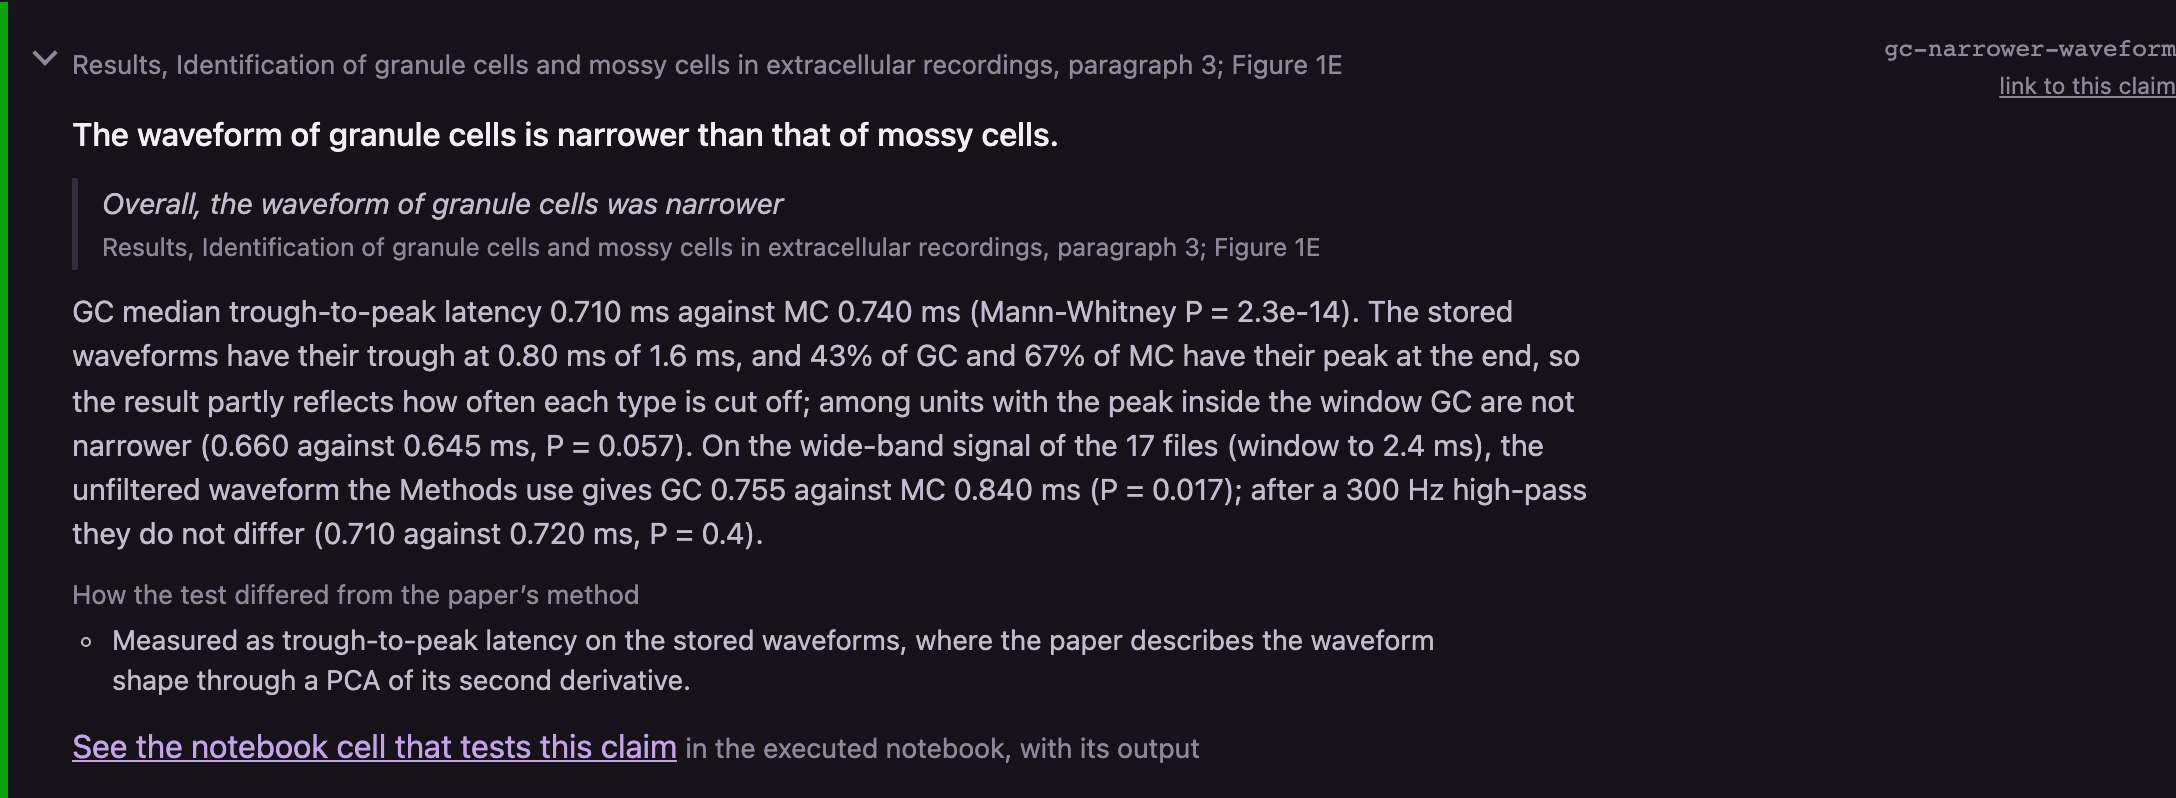 Results, Identification of granule cells and mossy cells in extracellular recordings, paragraph 3; Figure 1E
gc-narrower-waveform
link to this claim
The waveform of granule cells is narrower than that of mossy cells.
Overall, the waveform of granule cells was narrower
Results, Identification of granule cells and mossy cells in extracellular recordings, paragraph 3; Figure 1E
GC median trough-to-peak latency 0.710 ms against MC 0.740 ms (Mann-Whitney P = 2.3e-14). The stored
waveforms have their trough at 0.80 ms of 1.6 ms, and 43% of GC and 67% of MC have their peak at the end, so
the result partly reflects how often each type is cut off; among units with the peak inside the window GC are not
narrower (0.660 against 0.645 ms, P = 0.057). On the wide-band signal of the 17 files (window to 2.4 ms), the
unfiltered waveform the Methods use gives GC 0.755 against MC 0.840 ms (P = 0.017); after a 300 Hz high-pass
they do not differ (0.710 against 0.720 ms, P = 0.4).
How the test differed from the paper’s method
Measured as trough-to-peak latency on the stored waveforms, where the paper describes the waveform
shape through a PCA of its second derivative.
See the notebook cell that tests this claim in the executed notebook, with its output